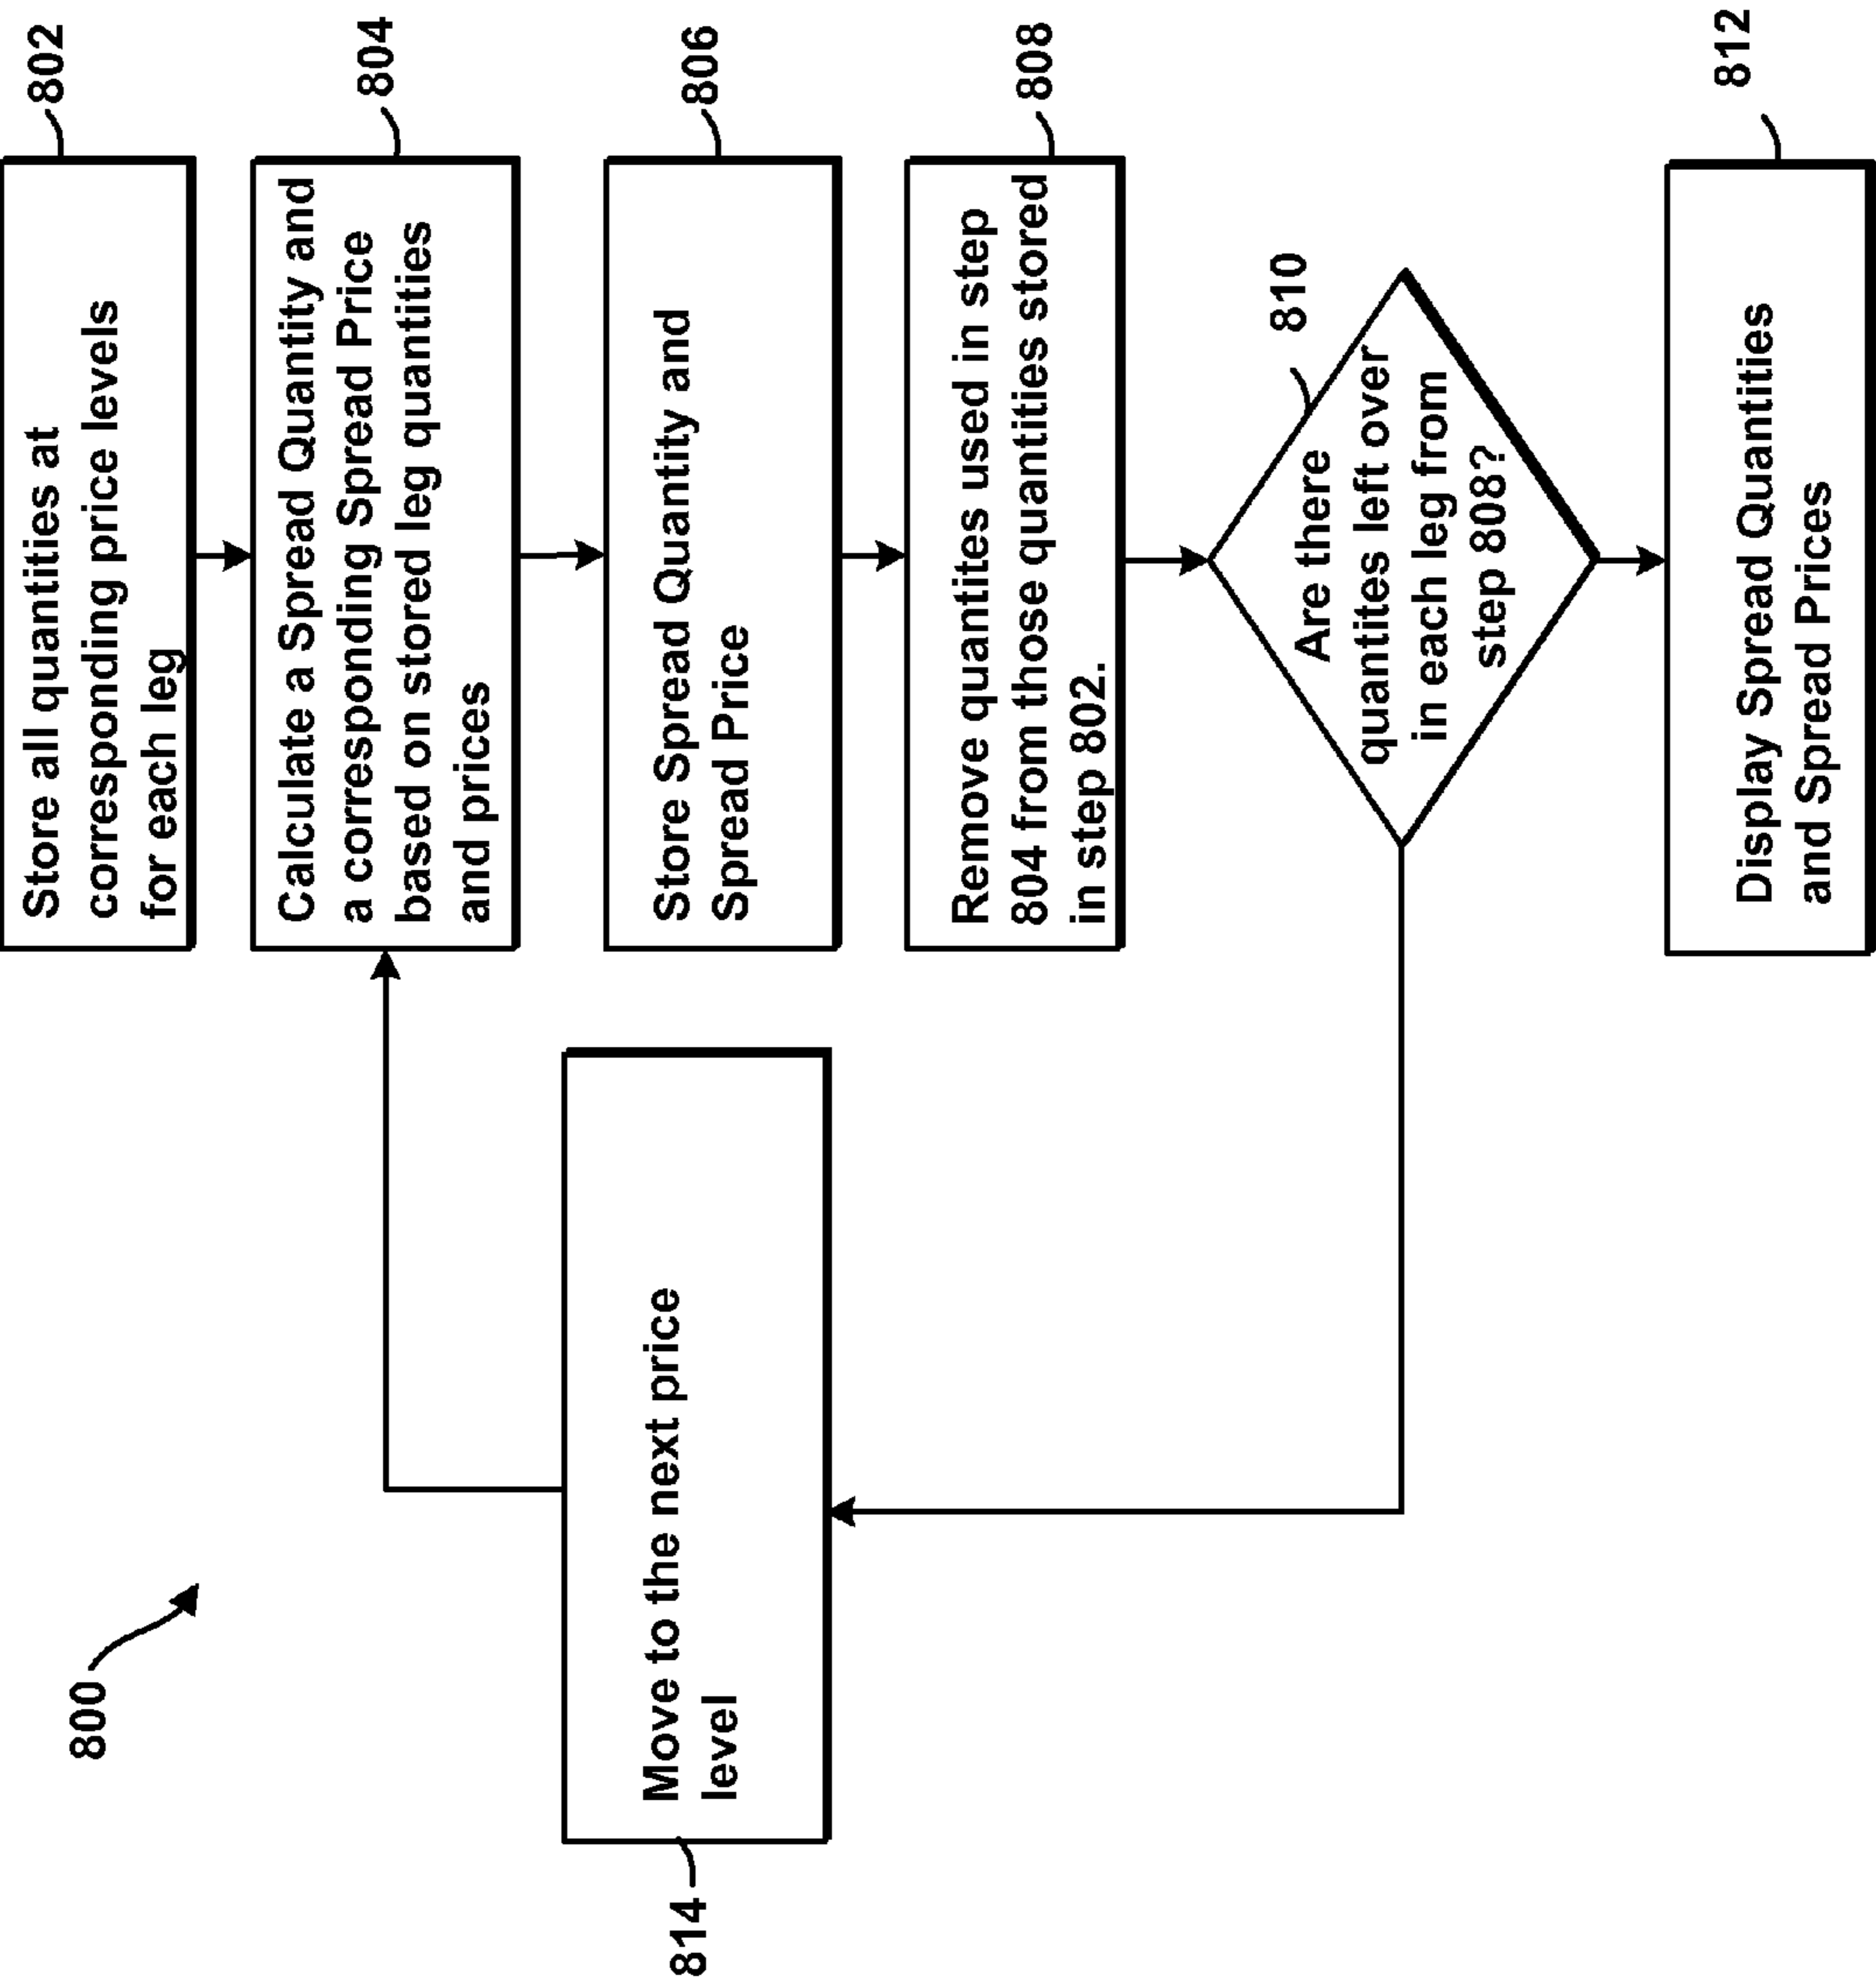 800
Store all quantities at
corresponding price levels
for each leg
802
Calculate a Spread Quantity and
a corresponding Spread Price
based on stored leg quantities
and prices
804
Store Spread Quantity and
Spread Price
806
Remove quantites used in step
804 from those quantities stored
in step 802.
808
Are there
quantites left over
in each leg from
step 808?
810
Move to the next price
level
814
Display Spread Quantities
and Spread Prices
812